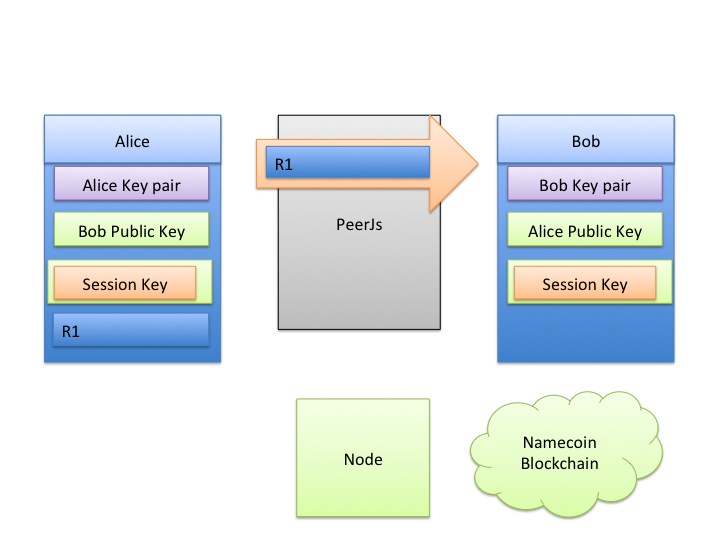 Alice
Alice Key pair
Bob Public Key
Session Key
R1
R1
PeerJs
Bob
Bob Key pair
Alice Public Key
Session Key
Node
Namecoin
Blockchain